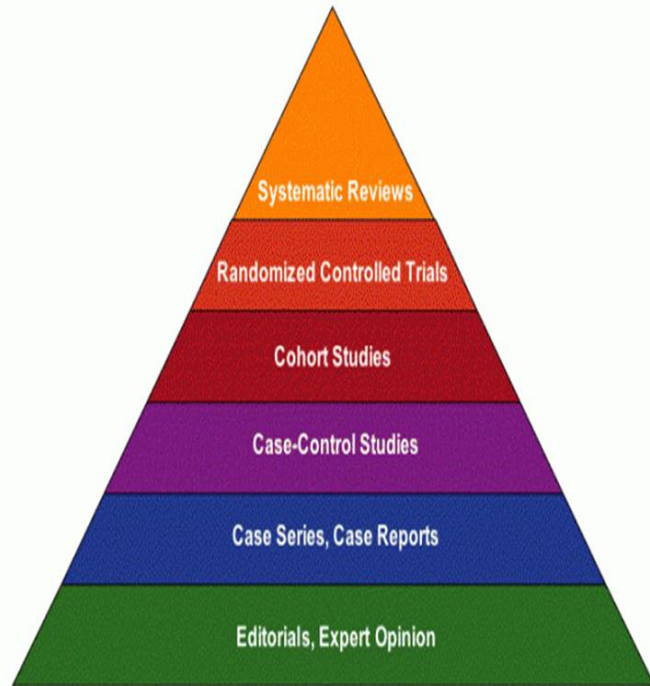 Systematic Reviews
Randomized Controlled Trials
Cohort Studies
Case-Control Studies
Case Series, Case Reports
Editorials, Expert Opinion